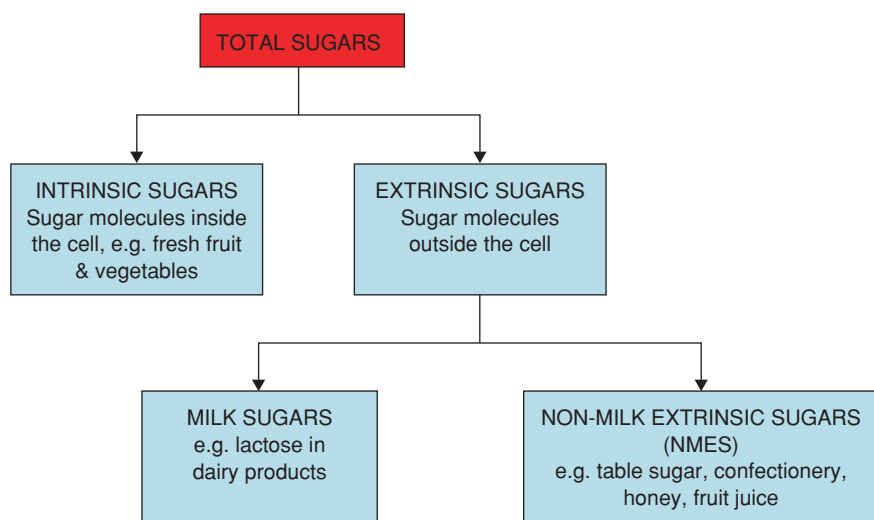 TOTAL SUGARS
INTRINSIC SUGARS
Sugar molecules inside
the cell, e.g. fresh fruit
& vegetables
EXTRINSIC SUGARS
Sugar molecules
outside the cell
MILK SUGARS
e.g. lactose in
dairy products
NON-MILK EXTRINSIC SUGARS
(NMES)
e.g. table sugar, confectionery,
honey, fruit juice